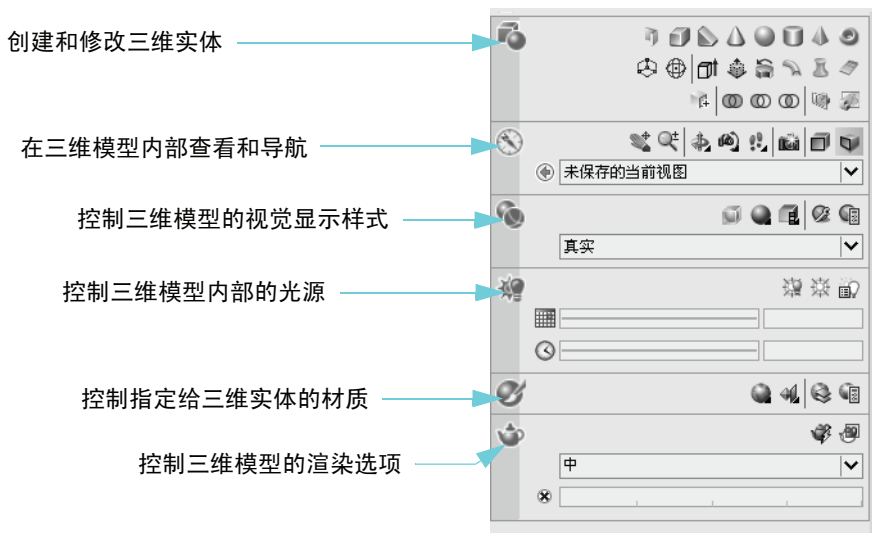 创建和修改三维实体
在三维模型内部查看和导航
未保存的当前视图
控制三维模型的视觉显示样式
真实
控制三维模型内部的光源
控制指定给三维实体的材质
控制三维模型的渲染选项
中